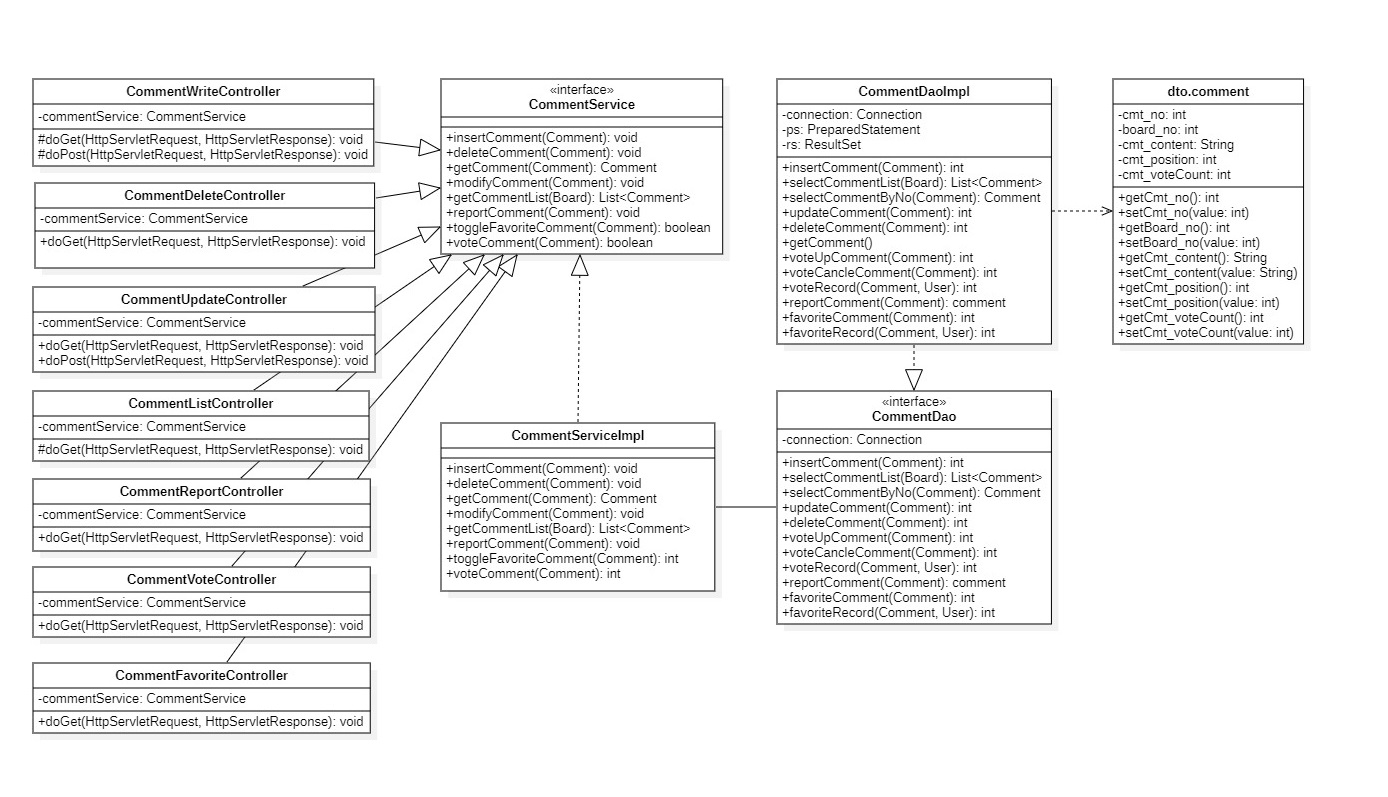 CommentWriteController
-commentService: CommentService
#doGet(HttpServletRequest, HttpServletResponse): void
#doPost(HttpServletRequest, HttpServletResponse): void
CommentDeleteController
-commentService: CommentService
+doGet(HttpServletRequest, HttpServletResponse): void
CommentUpdateController
-commentService: CommentService
+doGet(HttpServletRequest, HttpServletResponse): void
+doPost(HttpServletRequest, HttpServletResponse): void
CommentListController
-commentService: CommentService
#doGet(HttpServletRequest, HttpServletResponse): void
CommentReportController
-commentService: CommentService
+doGet(HttpServletRequest, HttpServletResponse): void
CommentVoteController
-commentService: CommentService
+doGet(HttpServletRequest, HttpServletResponse): void
CommentFavoriteController
-commentService: CommentService
+doGet(HttpServletRequest, HttpServletResponse): void
«interface»
CommentService
+insertComment(Comment): void
+deleteComment(Comment): void
+getComment(Comment): Comment
+modifyComment(Comment): void
+getCommentList(Board): List<Comment>
+reportComment(Comment): void
+toggleFavoriteComment(Comment): boolean
+voteComment(Comment): boolean
CommentServiceImpl
+insertComment(Comment): void
+deleteComment(Comment): void
+getComment(Comment): Comment
+modifyComment(Comment): void
+getCommentList(Board): List<Comment>
+reportComment(Comment): void
+toggleFavoriteComment(Comment): int
+voteComment(Comment): int
CommentDaoImpl
-connection: Connection
-ps: PreparedStatement
-rs: ResultSet
+insertComment(Comment): int
+selectCommentList(Board): List<Comment>
+selectCommentByNo(Comment): Comment
+updateComment(Comment): int
+deleteComment(Comment): int
+getComment()
+voteUpComment(Comment): int
+voteCancleComment(Comment): int
+voteRecord(Comment, User): int
+reportComment(Comment): comment
+favoriteComment(Comment): int
+favoriteRecord(Comment, User): int
«interface»
CommentDao
-connection: Connection
+insertComment(Comment): int
+selectCommentList(Board): List<Comment>
+selectCommentByNo(Comment): Comment
+updateComment(Comment): int
+deleteComment(Comment): int
+voteUpComment(Comment): int
+voteCancleComment(Comment): int
+voteRecord(Comment, User): int
+reportComment(Comment): comment
+favoriteComment(Comment): int
+favoriteRecord(Comment, User): int
dto.comment
-cmt_no: int
-board_no: int
-cmt_content: String
-cmt_position: int
-cmt_voteCount: int
+getCmt_no(): int
+setCmt_no(value: int)
+getBoard_no(): int
+setBoard_no(value: int)
+getCmt_content(): String
+setCmt_content(value: String)
+getCmt_position(): int
+setCmt_position(value: int)
+getCmt_voteCount(): int
+setCmt_voteCount(value: int)